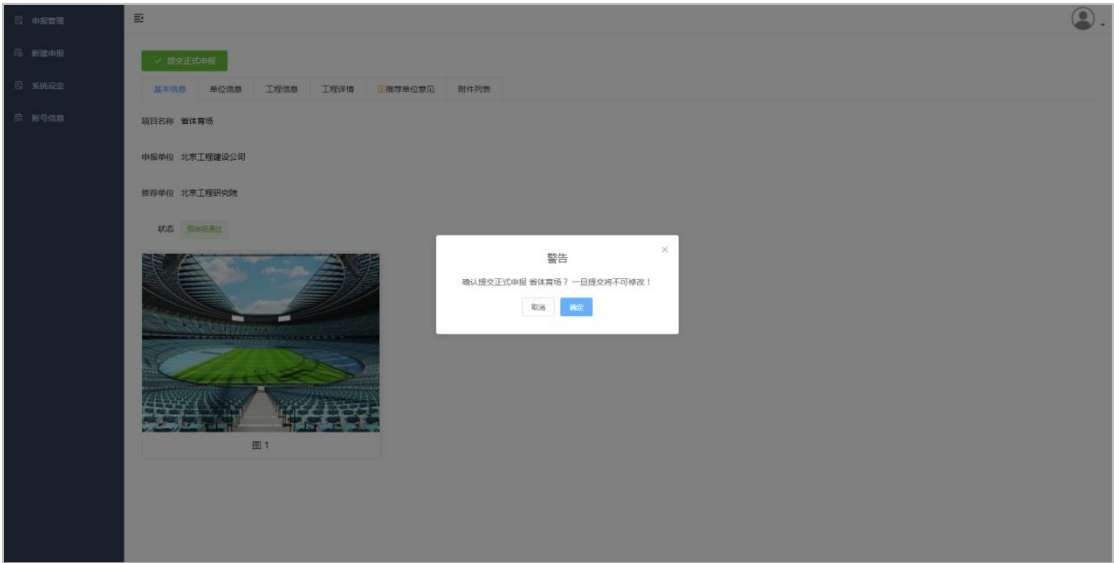 申报管理
新建申报
系统设定
账号信息
提交正式申报
基本信息 单位信息 工程信息 工程详情 推荐单位意见 附件列表
项目名称 省体育场
申报单位 北京工程建设公司
推荐单位 北京工程研究院
状态 预申报通过
图 1
警告
确认提交正式申报 省体育场？ 一旦提交将不可修改！
取消 确定